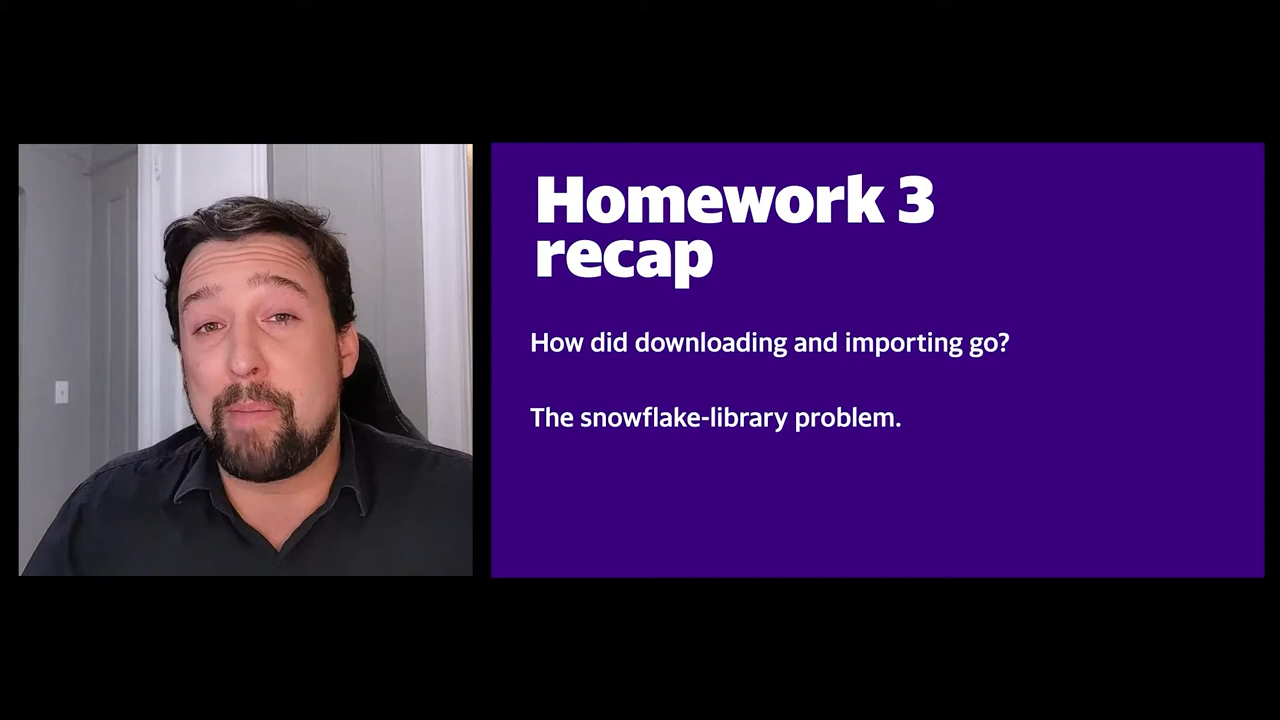 Homework 3
recap
How did downloading and importing go?
The snowflake-library problem.